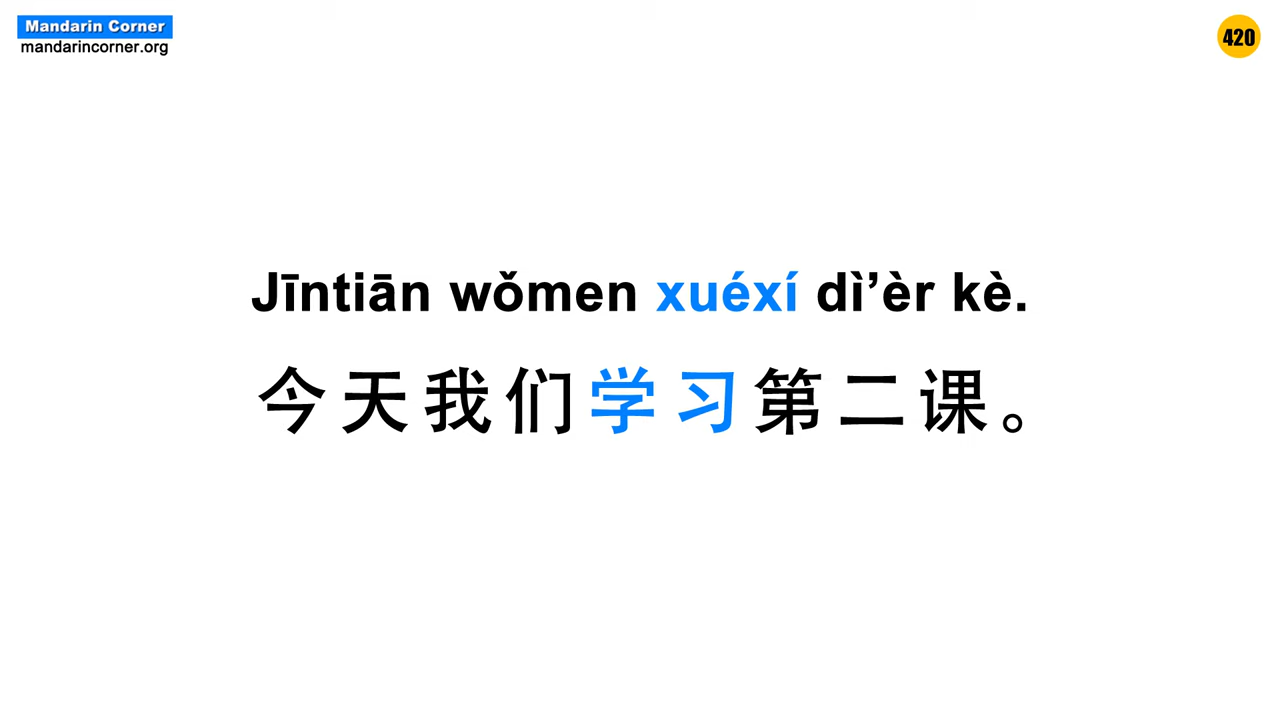 Mandarin Corner
mandarincorner.org
420
Jīntiān wǒmen xuéxí dì’èr kè.
今天我们学习第二课。